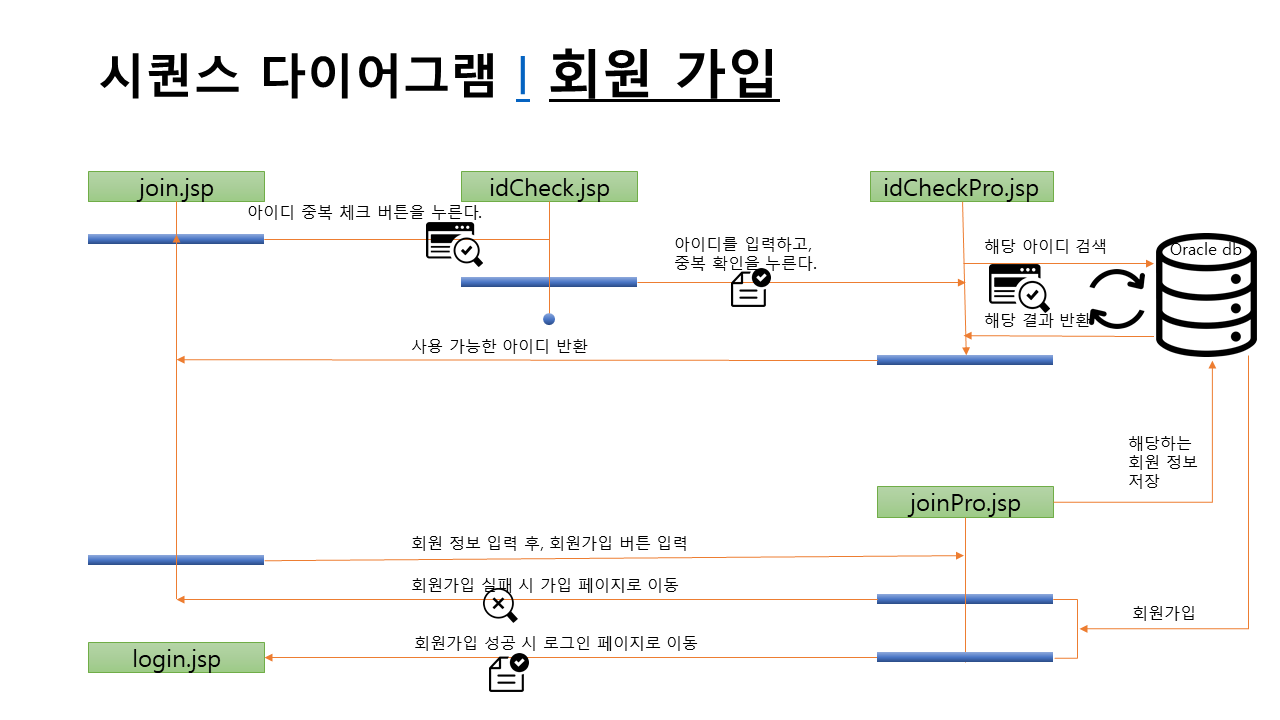 시퀀스 다이어그램 | 회원 가입
join.jsp
idCheck.jsp
idCheckPro.jsp
아이디 중복 체크 버튼을 누른다.
아이디를 입력하고,
중복 확인을 누른다.
해당 아이디 검색
Oracle db
해당 결과 반환
사용 가능한 아이디 반환
해당하는
회원 정보
저장
joinPro.jsp
회원 정보 입력 후, 회원가입 버튼 입력
회원가입 실패 시 가입 페이지로 이동
회원가입
회원가입 성공 시 로그인 페이지로 이동
login.jsp